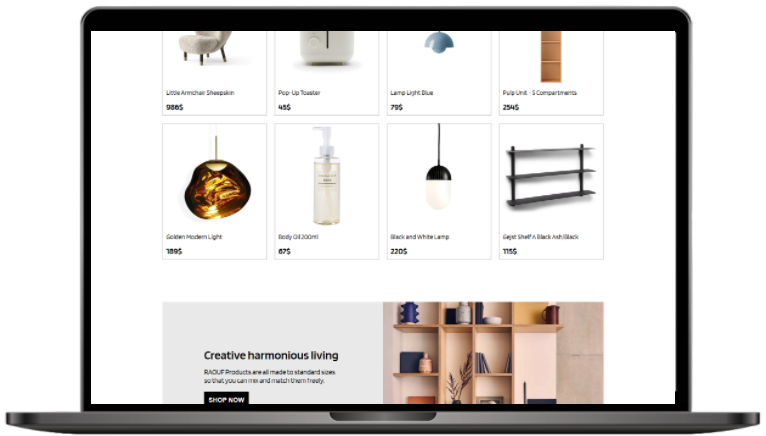 Little Armchair Sheepskin
986$
Pop-Up Toaster
45$
Lamp Light Blue
79$
Pulp Unit - 5 Compartments
254$
Golden Modern Light
189$
Body Oil 200ml
67$
Black and White Lamp
220$
Gejst Shelf A Black Ash/Black
115$
Creative harmonious living
RAOUF Products are all made to standard sizes
so that you can mix and match them freely.
SHOP NOW